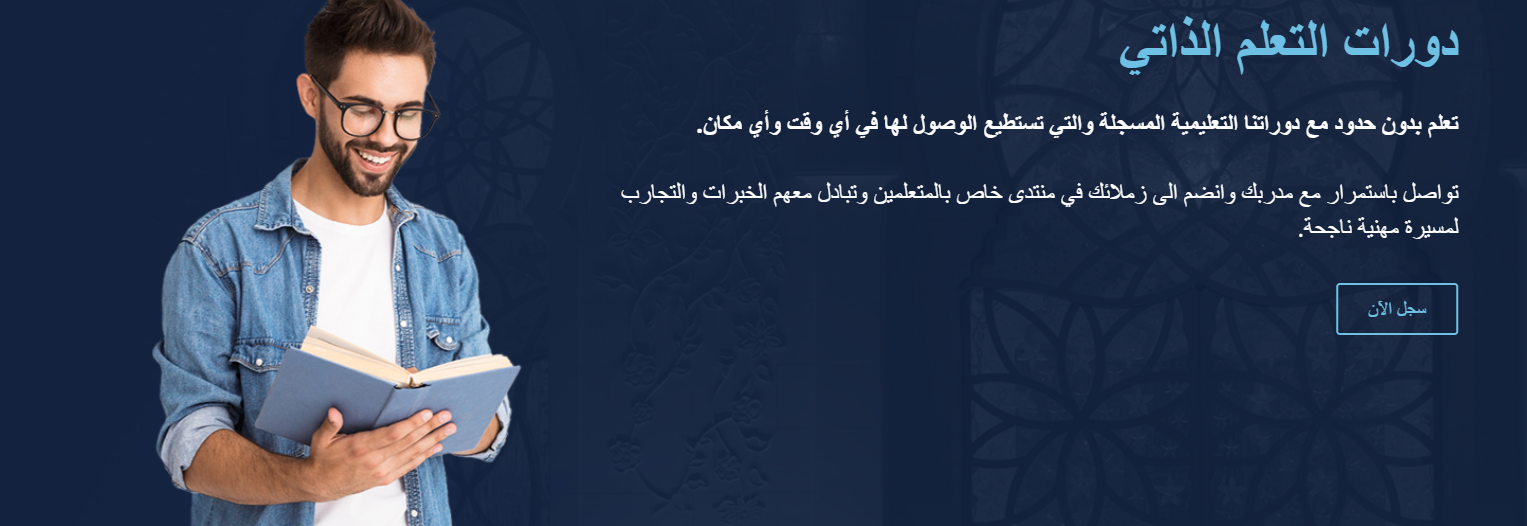 دورات التعلم الذاتي
تعلم بدون حدود مع دوراتنا التعليمية المسجلة والتي تستطيع الوصول لها في أي وقت وأي مكان.
تواصل باستمرار مع مدربك وانضم الى زملائك في منتدى خاص بالمتعلمين وتبادل معهم الخبرات والتجارب
لمسيرة مهنية ناجحة.
سجل الآن